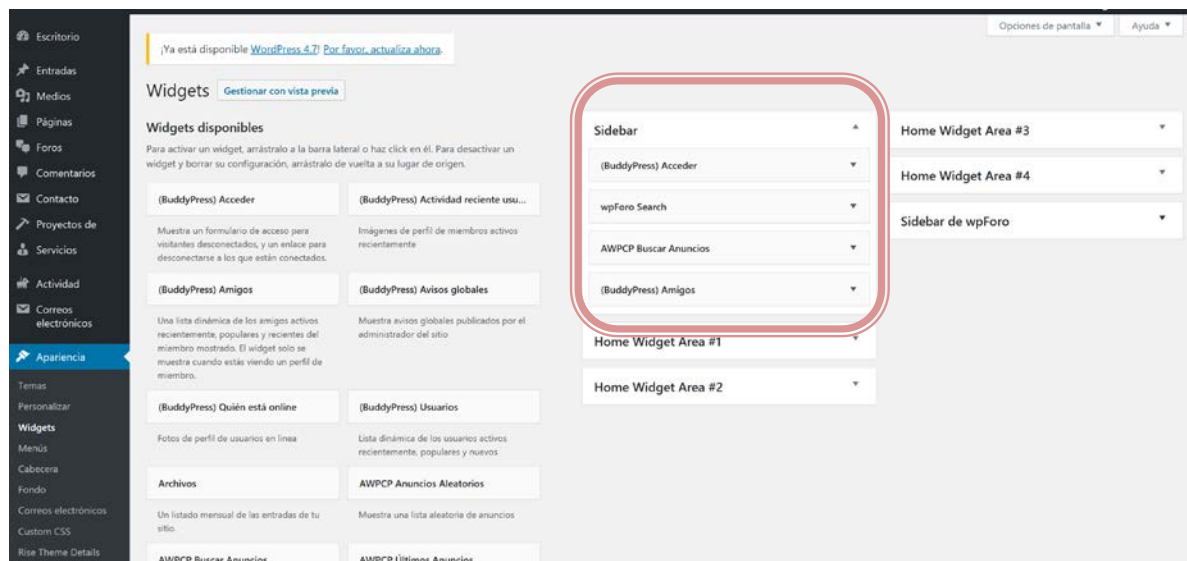 Opciones de pantalla
Ayuda
Escritorio
Entradas
Medios
Páginas
Foros
Comentarios
Contacto
Proyectos de
Servicios
Actividad
Correos
electrónicos
Apariencia
Temas
Personalizar
Widgets
Menús
Cabecera
Fondo
Correos electrónicos
Custom CSS
Rise Theme Details
¡Ya está disponible WordPress 4.7! Por favor, actualiza ahora.
Widgets Gestionar con vista previa
Widgets disponibles
Para activar un widget, arrástralo a la barra lateral o haz click en él. Para desactivar un
widget y borrar su configuración, arrástralo de vuelta a su lugar de origen.
(BuddyPress) Acceder
Muestra un formulario de acceso para
visitantes desconectados, y un enlace para
desconectarse a los que están conectados.
(BuddyPress) Actividad reciente usu...
Imágenes de perfil de miembros activos
recientemente
(BuddyPress) Amigos
Una lista dinámica de los amigos activos
recientemente, populares y recientes del
miembro mostrado. El widget solo se
muestra cuando estás viendo un perfil de
miembro.
(BuddyPress) Avisos globales
Muestra avisos globales publicados por el
administrador del sitio
(BuddyPress) Quién está online
Fotos de perfil de usuarios en línea
(BuddyPress) Usuarios
Lista dinámica de los usuarios activos
recientemente, populares y nuevos
Archivos
Un listado mensual de las entradas de tu
sitio.
AWPCP Anuncios Aleatorios
Muestra una lista aleatoria de anuncios
AWPCP Buscar Anuncios
AWPCP Últimos Anuncios
Sidebar
(BuddyPress) Acceder
wpForo Search
AWPCP Buscar Anuncios
(BuddyPress) Amigos
Home Widget Area #1
Home Widget Area #2
Home Widget Area #3
Home Widget Area #4
Sidebar de wpForo